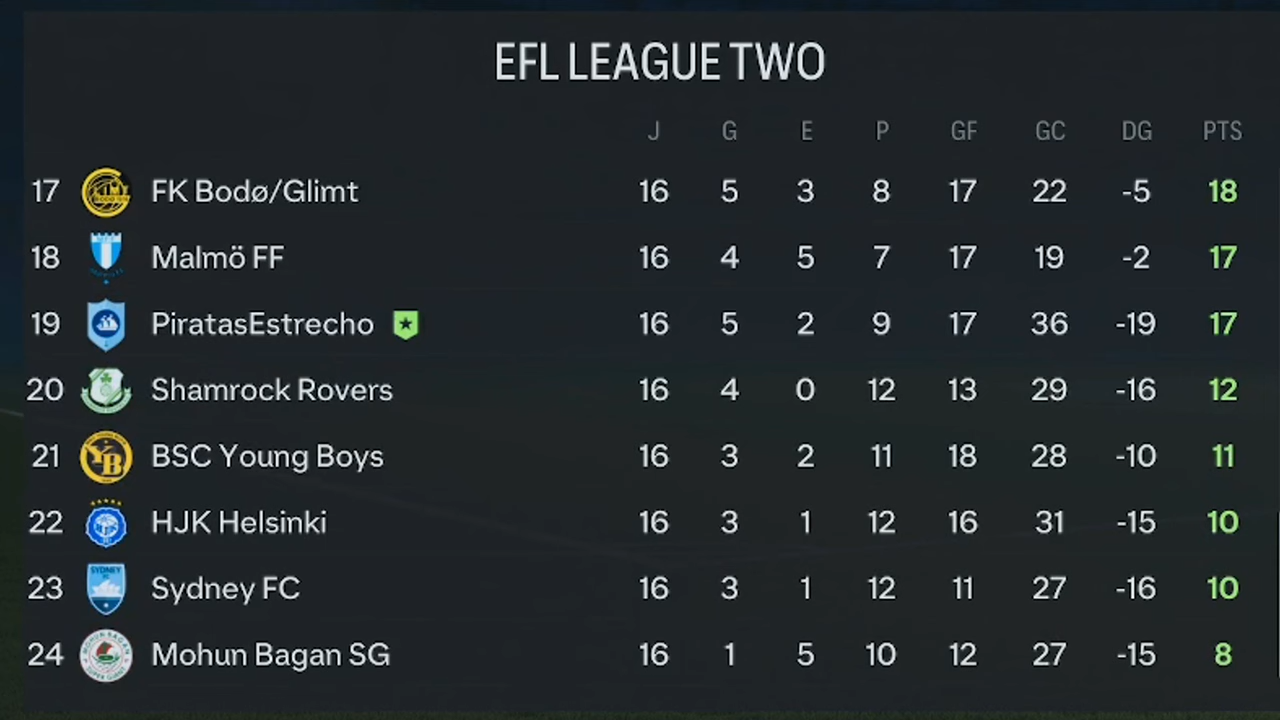 EFL LEAGUE TWO
J G E P GF GC DG PTS
17 FK Bodø/Glimt 16 5 3 8 17 22 -5 18
18 Malmö FF 16 4 5 7 17 19 -2 17
19 PiratasEstrecho 16 5 2 9 17 36 -19 17
20 Shamrock Rovers 16 4 0 12 13 29 -16 12
21 BSC Young Boys 16 3 2 11 18 28 -10 11
22 HJK Helsinki 16 3 1 12 16 31 -15 10
23 Sydney FC 16 3 1 12 11 27 -16 10
24 Mohun Bagan SG 16 1 5 10 12 27 -15 8